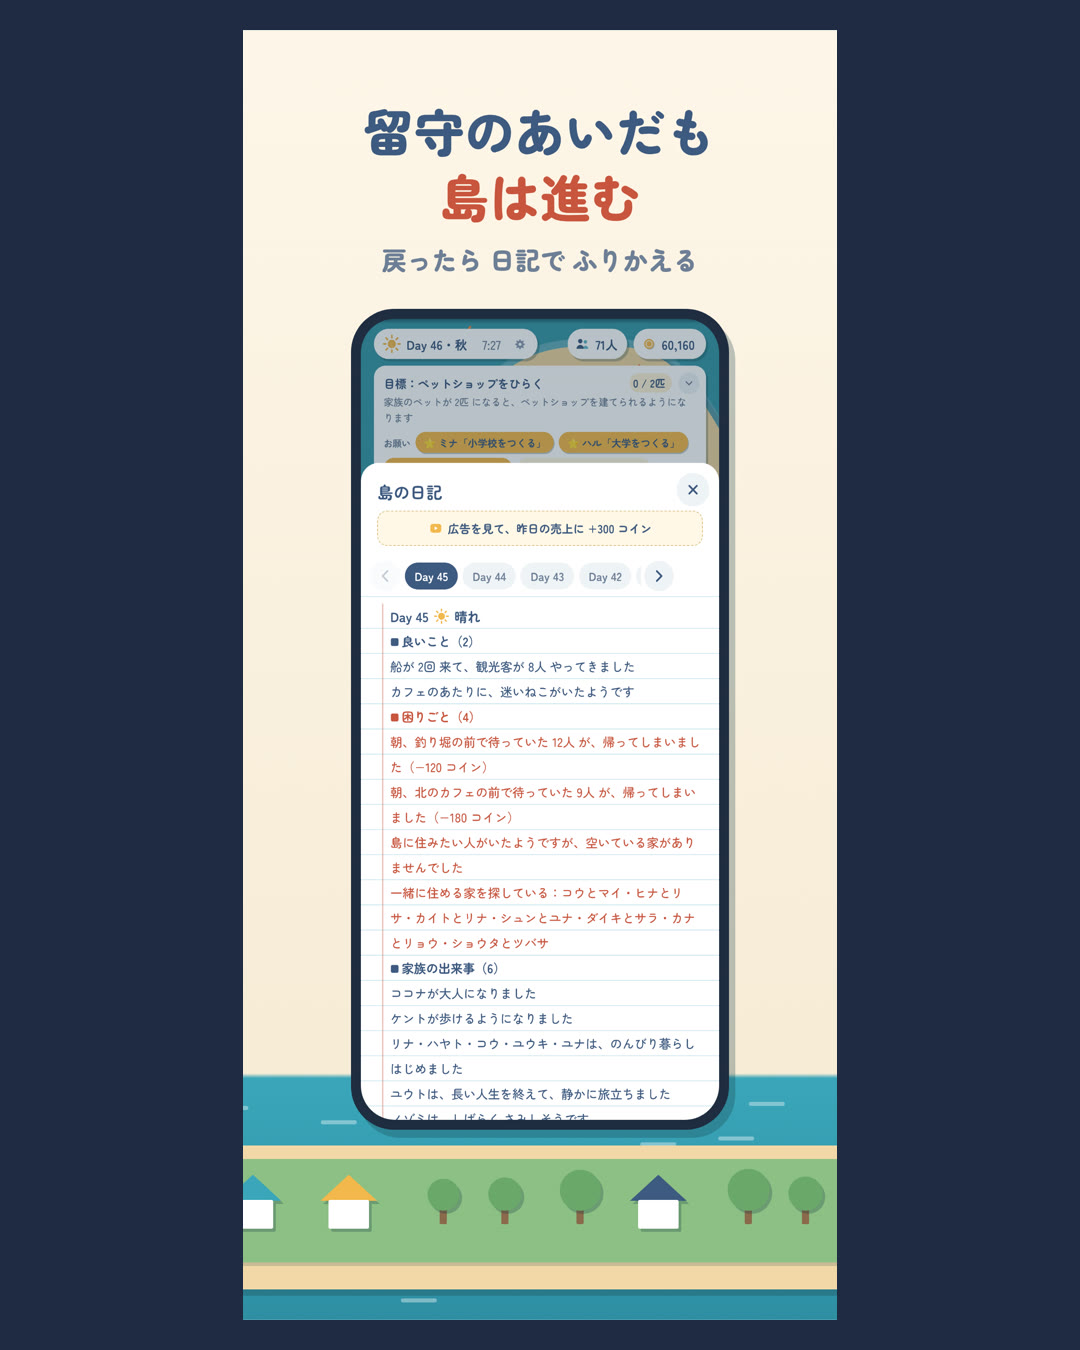 留守のあいだも
島は進む
戻ったら 日記で ふりかえる
Day 46・秋 7:27 71人 60,160
目標：ペットショップをひらく 0 / 2匹
家族のペットが 2匹 になると、ペットショップを建てられるようにな
ります
お願い ミナ「小学校をつくる」 ハル「大学をつくる」
島の日記
広告を見て、昨日の売上に +300 コイン
Day 45 Day 44 Day 43 Day 42
Day 45 晴れ
■良いこと（2）
船が 2回 来て、観光客が 8人 やってきました
カフェのあたりに、迷いねこがいたようです
■困りごと（4）
朝、釣り堀の前で待っていた 12人 が、帰ってしまいまし
た（−120 コイン）
朝、北のカフェの前で待っていた 9人 が、帰ってしまい
ました（−180 コイン）
島に住みたい人がいたようですが、空いている家があり
ませんでした
一緒に住める家を探している：コウとマイ・ヒナとリ
サ・カイトとリナ・シュンとユナ・ダイキとサラ・カナ
とリョウ・ショウタとツバサ
■家族の出来事（6）
ココナが大人になりました
ケントが歩けるようになりました
リナ・ハヤト・コウ・ユウキ・ユナは、のんびり暮らし
はじめました
ユウトは、長い人生を終えて、静かに旅立ちました
ノゾミは、しばらく さみしそうです